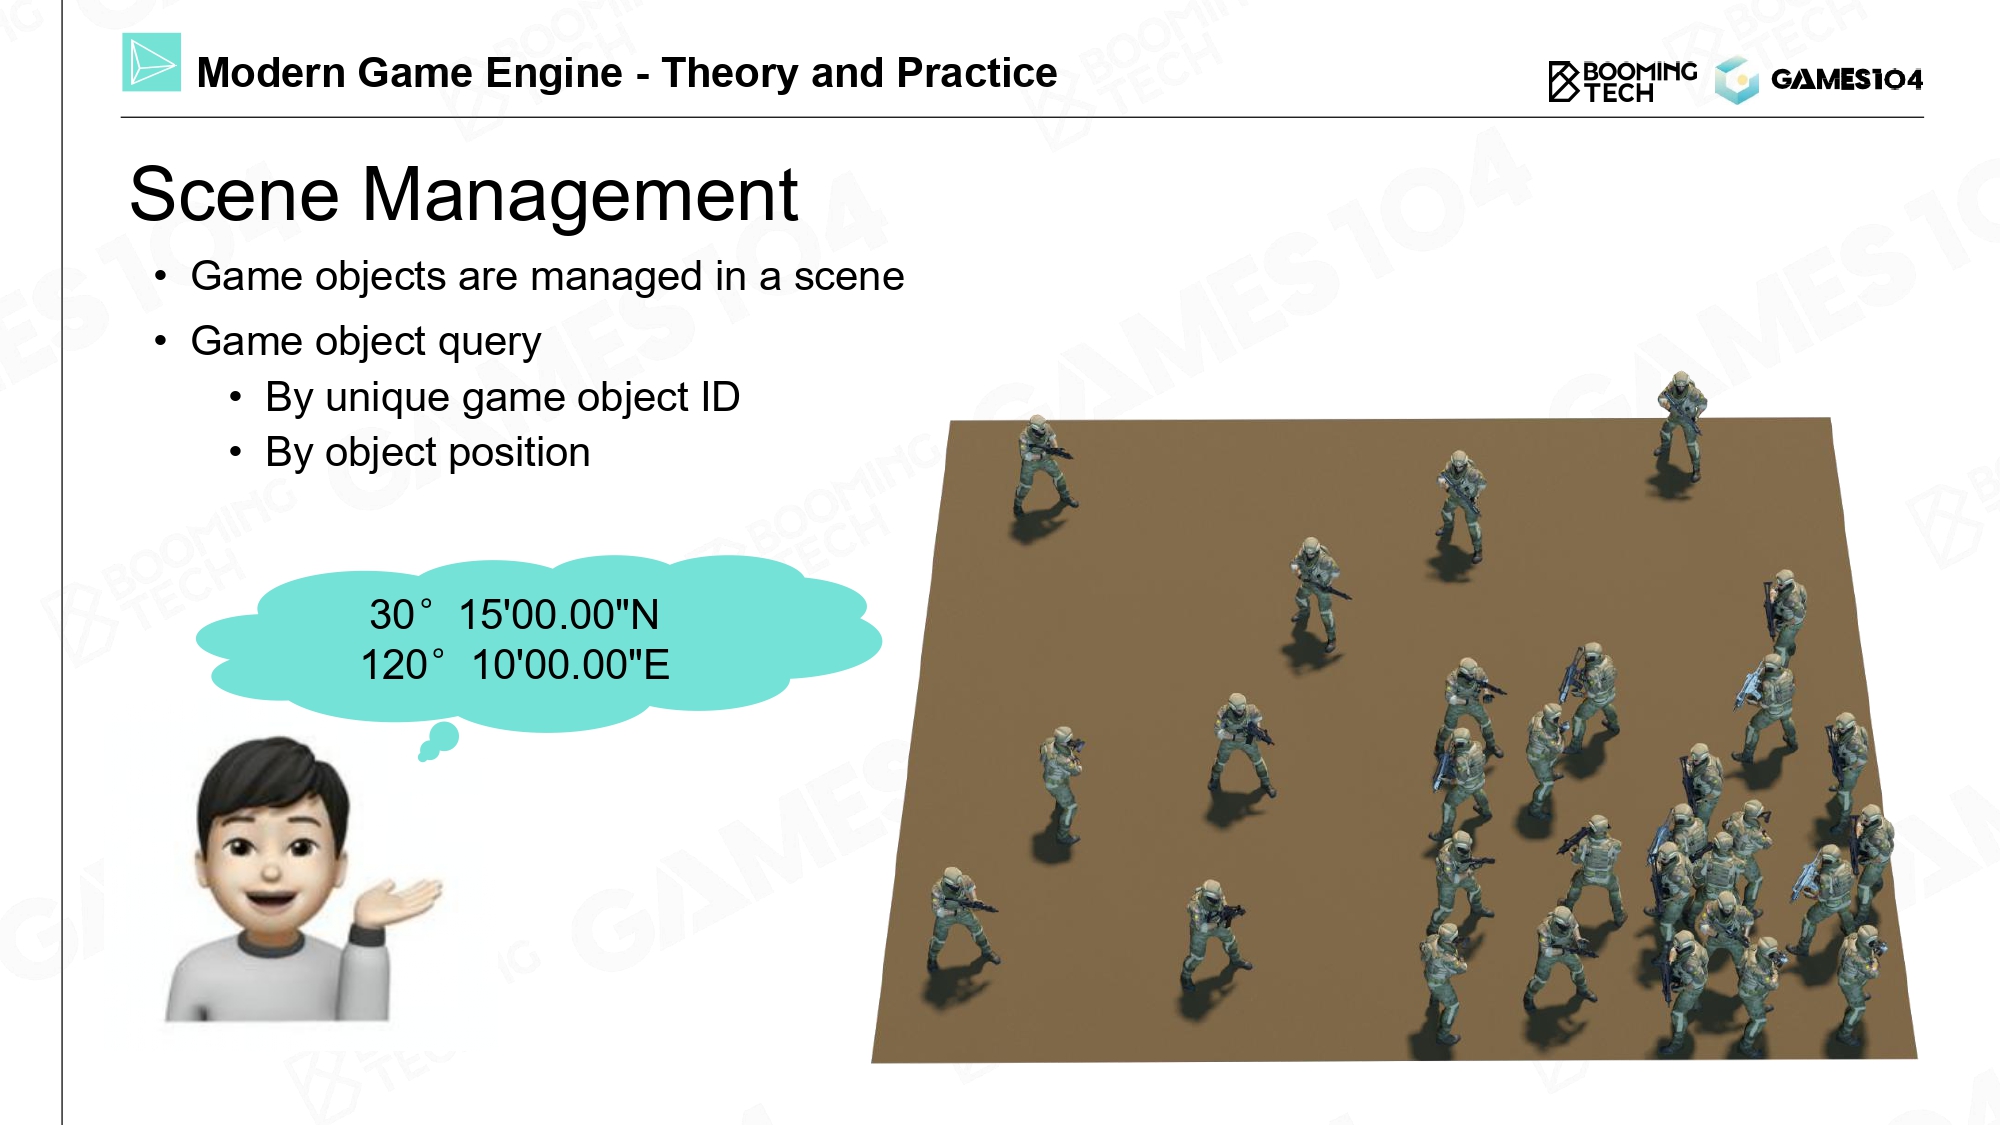 Modern Game Engine - Theory and Practice
BOOMING
TECH
GAMES104
Scene Management
• Game objects are managed in a scene
• Game object query
• By unique game object ID
• By object position
30° 15'00.00"N
120° 10'00.00"E